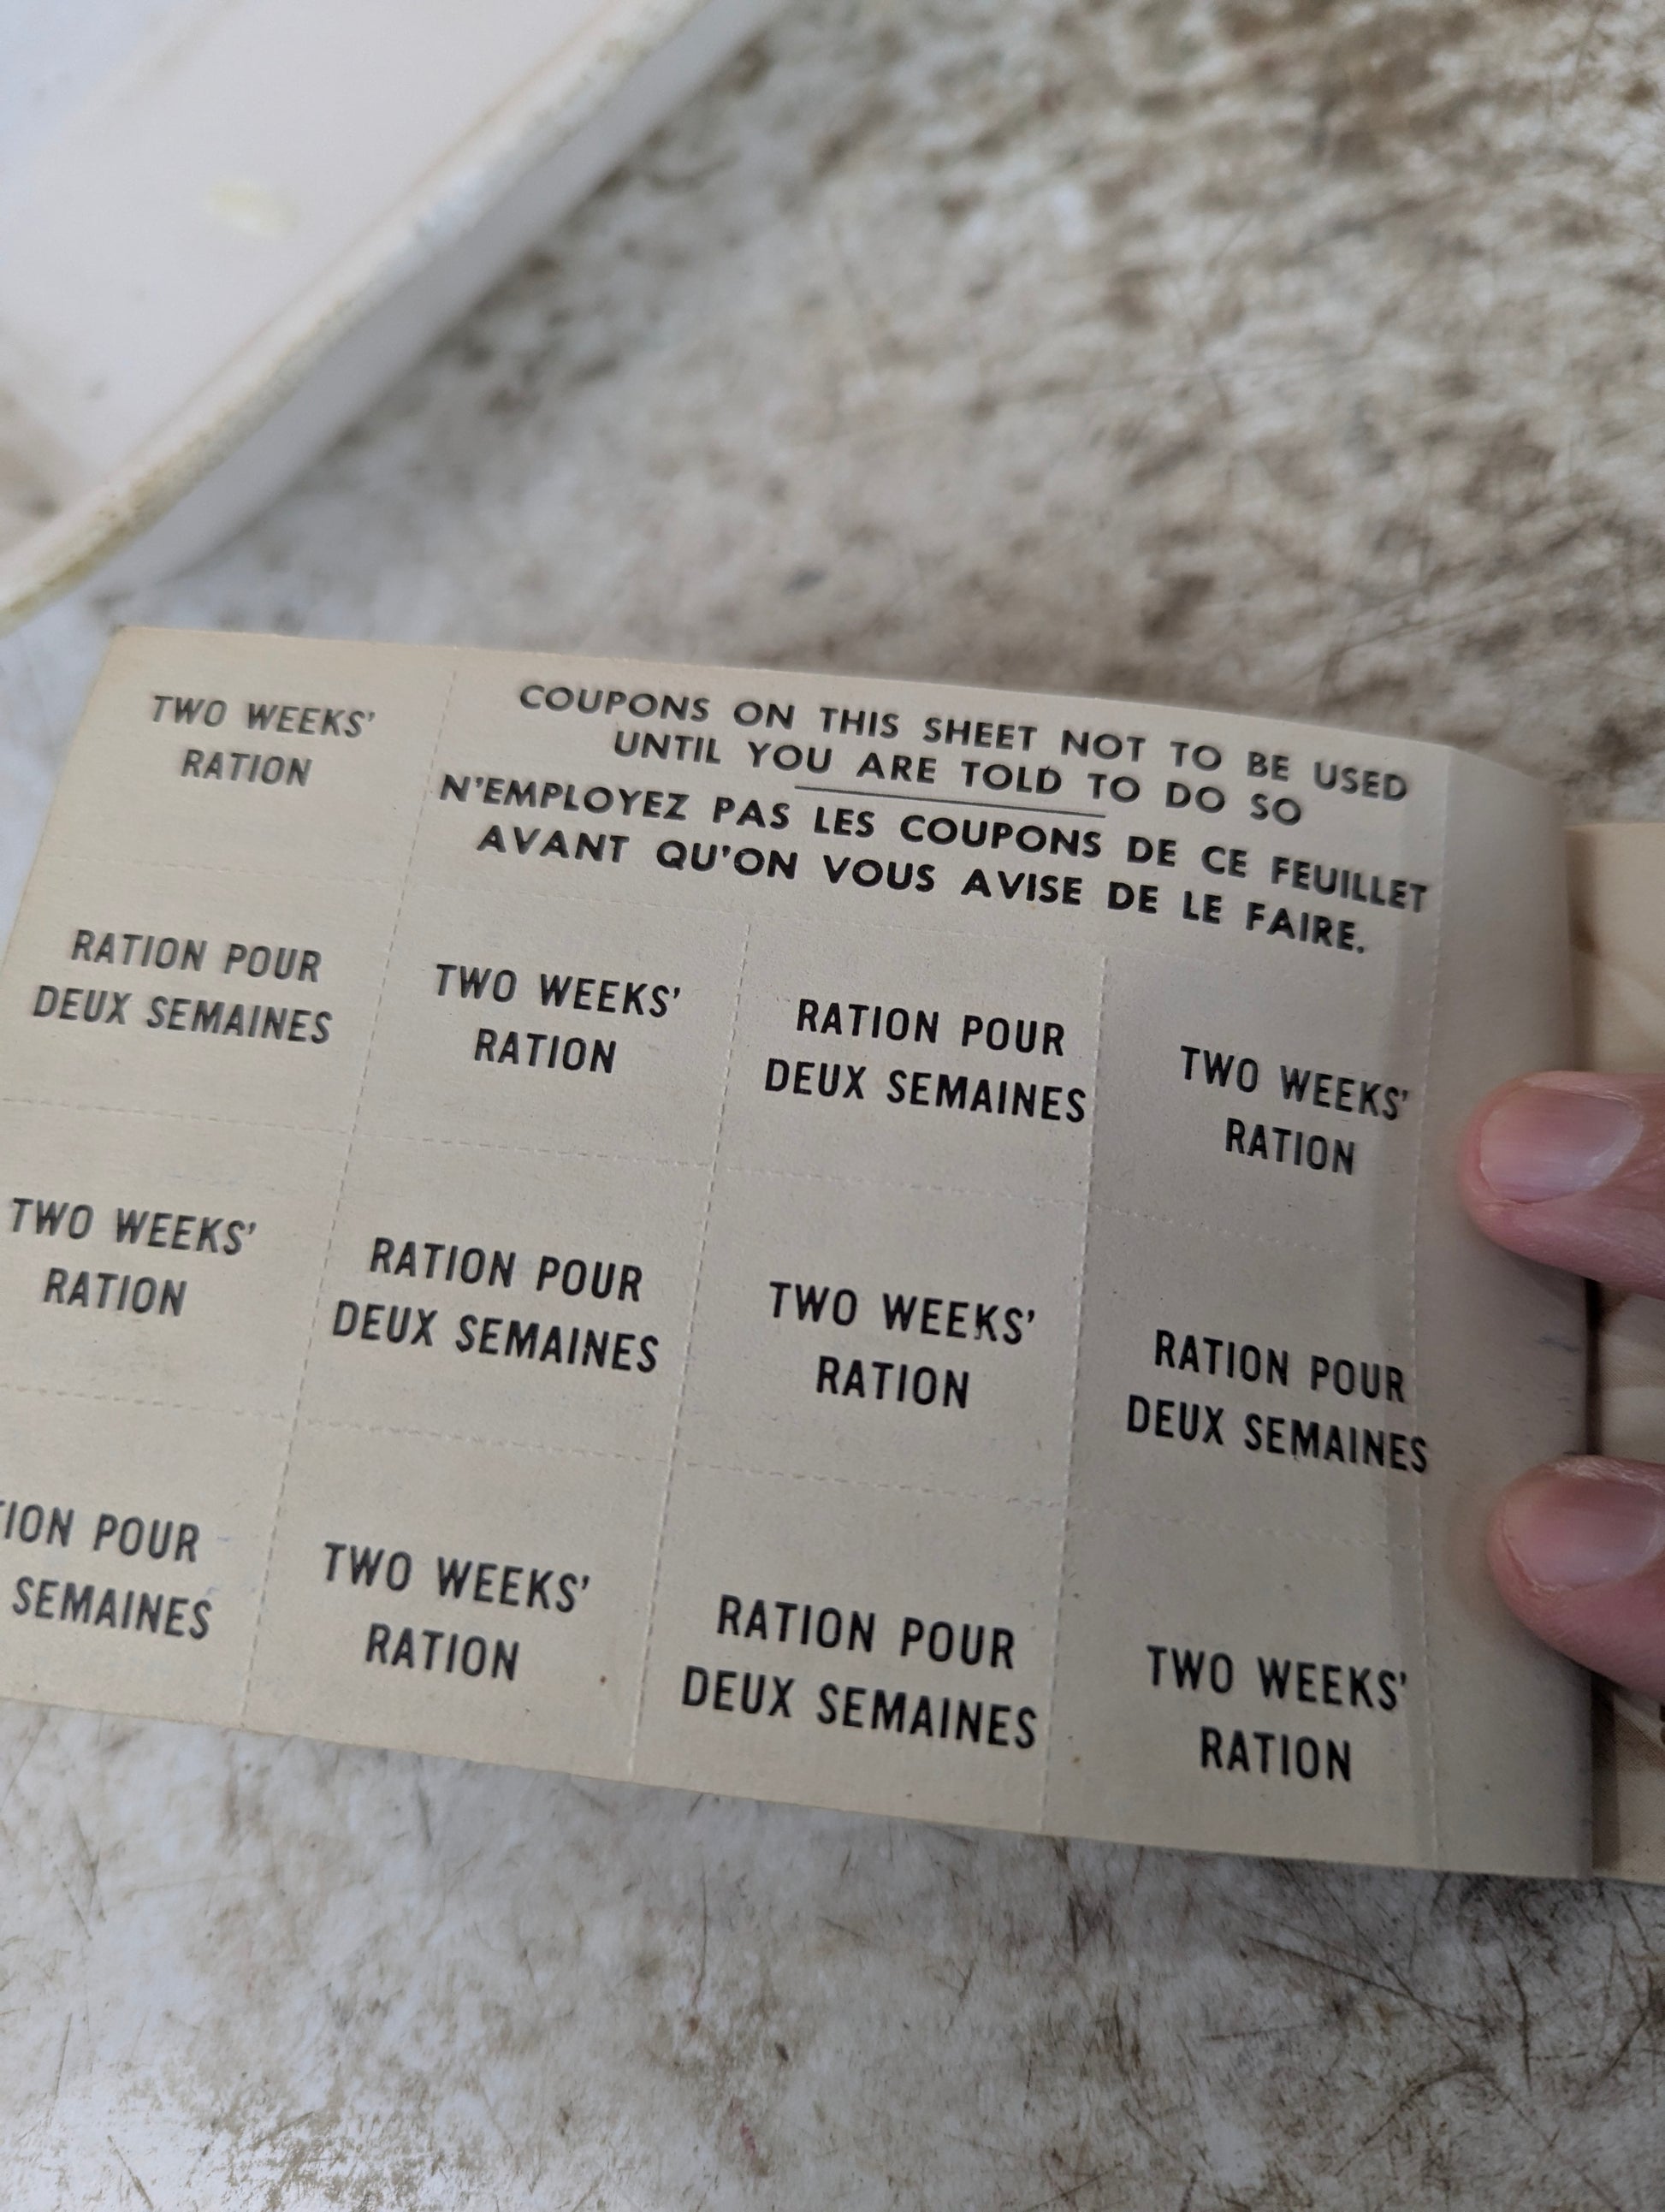 TWO WEEKS'
RATION
COUPONS ON THIS SHEET NOT TO BE USED
UNTIL YOU ARE TOLD TO DO SO
N'EMPLOYEZ PAS LES COUPONS DE CE FEUILLET
AVANT QU'ON VOUS AVISE DE LE FAIRE.
RATION POUR
DEUX SEMAINES
TWO WEEKS'
RATION
RATION POUR
DEUX SEMAINES
TWO WEEKS'
RATION
TWO WEEKS'
RATION
RATION POUR
DEUX SEMAINES
TWO WEEKS'
RATION
RATION POUR
DEUX SEMAINES
TION POUR
SEMAINES
TWO WEEKS'
RATION
RATION POUR
DEUX SEMAINES
TWO WEEKS'
RATION